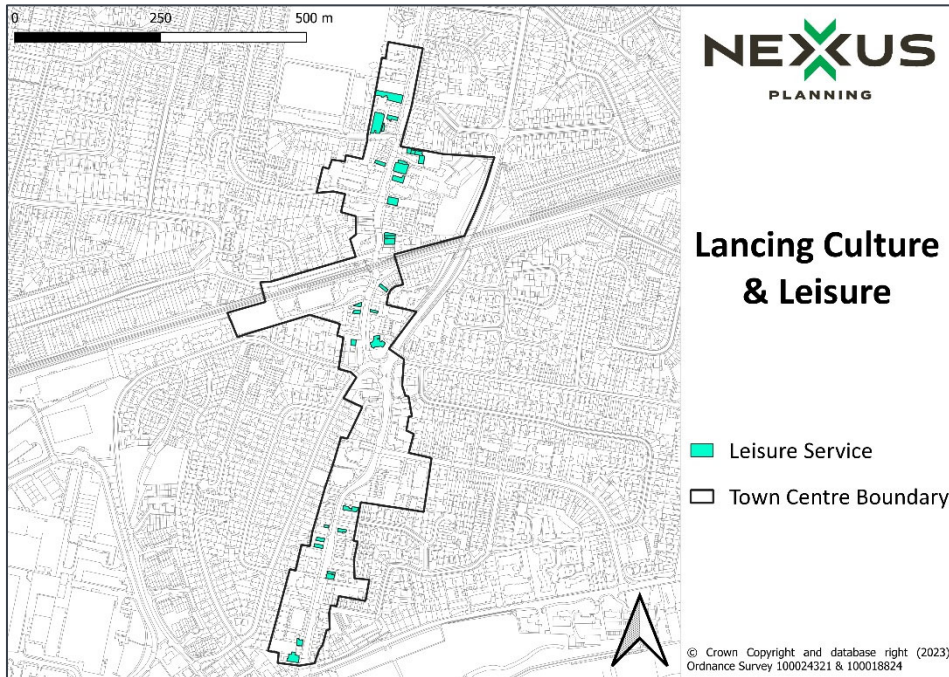 0 250 500 m
NEXUS
PLANNING
Lancing Culture
& Leisure
Leisure Service
Town Centre Boundary
© Crown Copyright and database right (2023)
Ordnance Survey 100024321 & 100018824